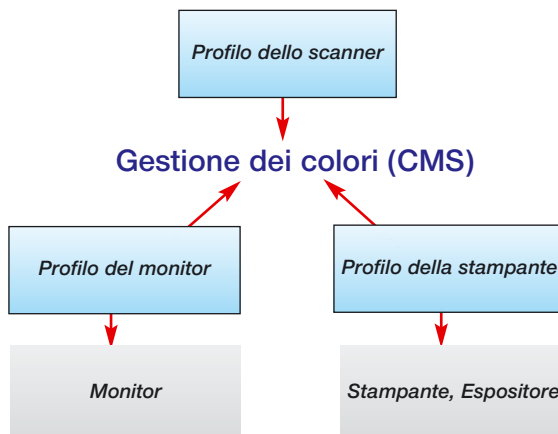 Profilo dello scanner
Gestione dei colori (CMS)
Profilo del monitor
Profilo della stampante
Monitor
Stampante, Espositore